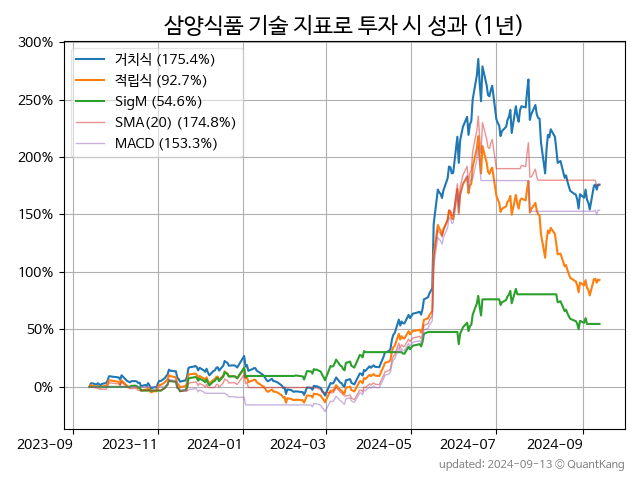 삼양식품 기술 지표로 투자 시 성과 (1년)
300%
250%
200%
150%
100%
50%
0%
거치식 (175.4%)
적립식 (92.7%)
SigM (54.6%)
SMA(20) (174.8%)
MACD (153.3%)
2023-09 2023-11 2024-01 2024-03 2024-05 2024-07 2024-09
updated: 2024-09-13 ⓒ QuantKang